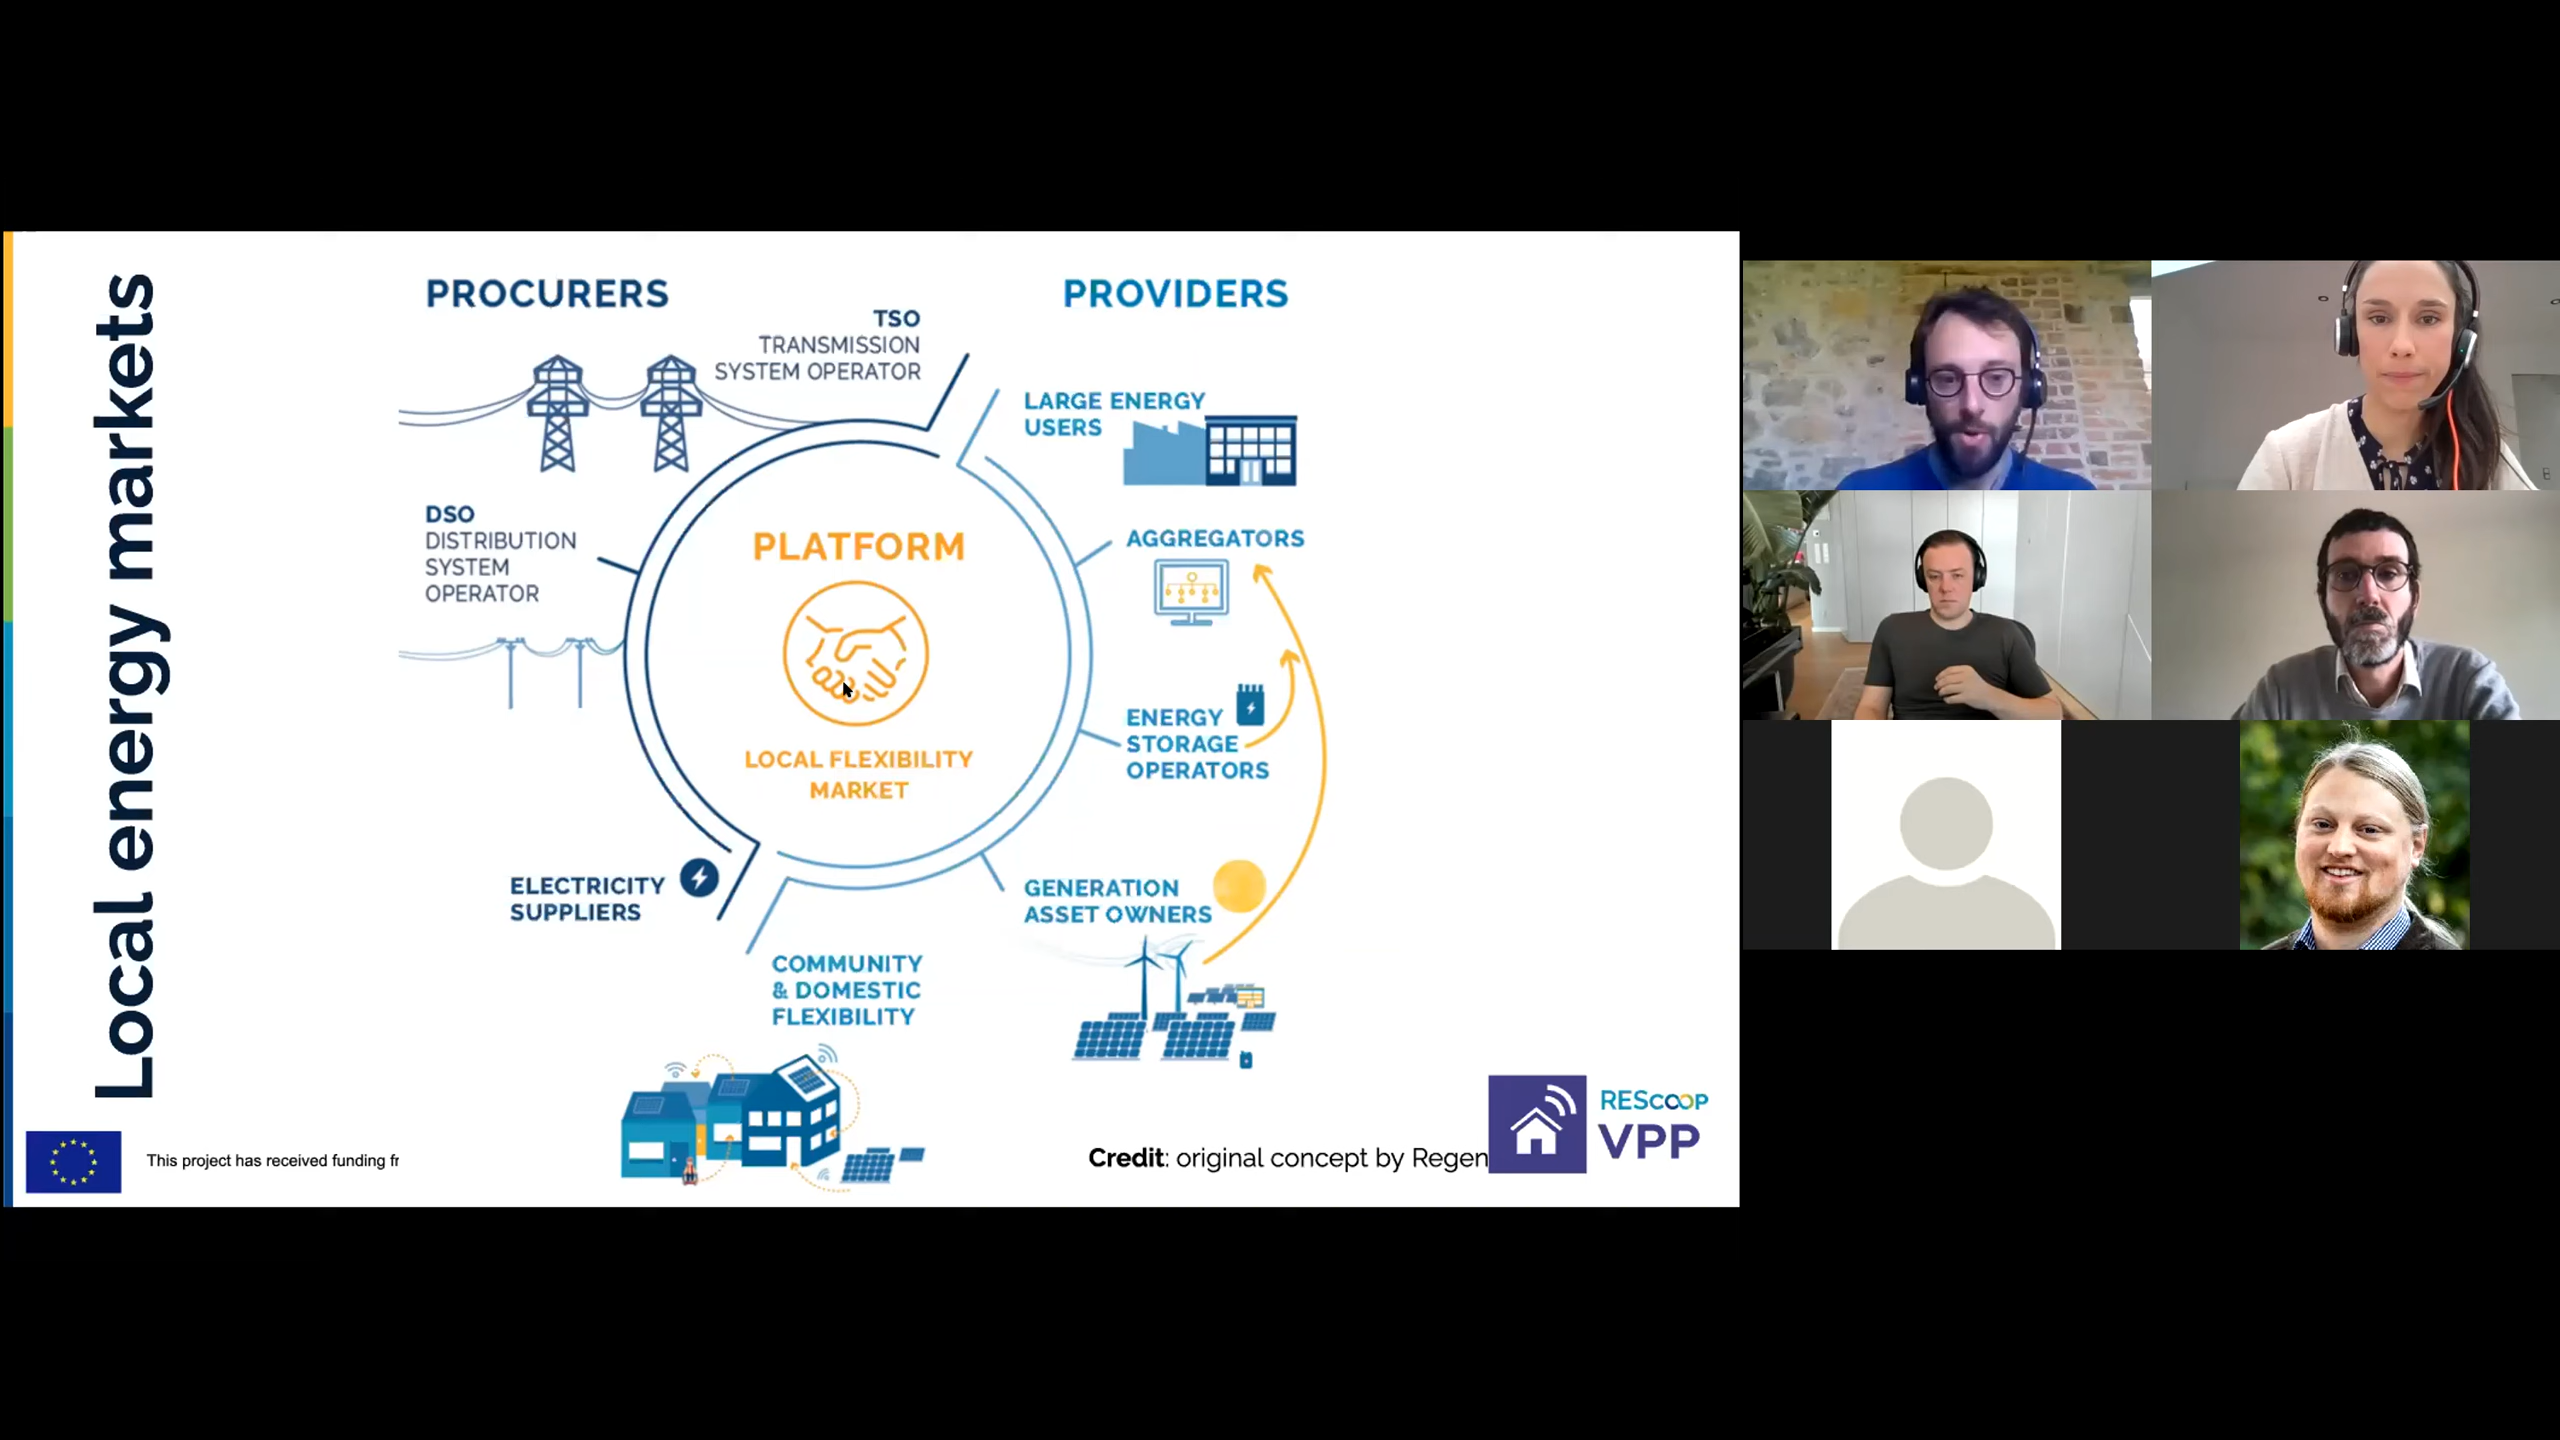 Local energy markets
PROCURERS
PROVIDERS
TSO
TRANSMISSION
SYSTEM OPERATOR
LARGE ENERGY
USERS
DSO
DISTRIBUTION
SYSTEM
OPERATOR
PLATFORM
AGGREGATORS
ENERGY
STORAGE
OPERATORS
LOCAL FLEXIBILITY
MARKET
ELECTRICITY
SUPPLIERS
GENERATION
ASSET OWNERS
COMMUNITY
& DOMESTIC
FLEXIBILITY
This project has received funding fr
Credit: original concept by Regen
REScooP
VPP